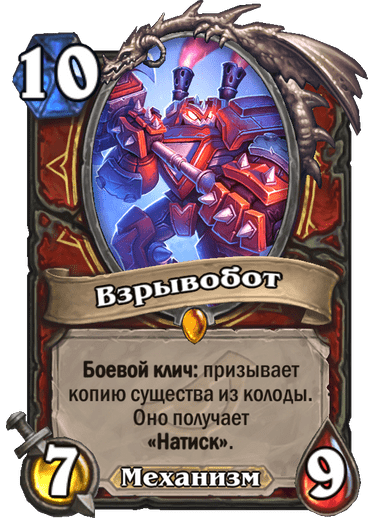 10
Взрывобот
Боевой клич: призывает
копию существа из колоды.
Оно получает
«Натиск».
7
Механизм
9